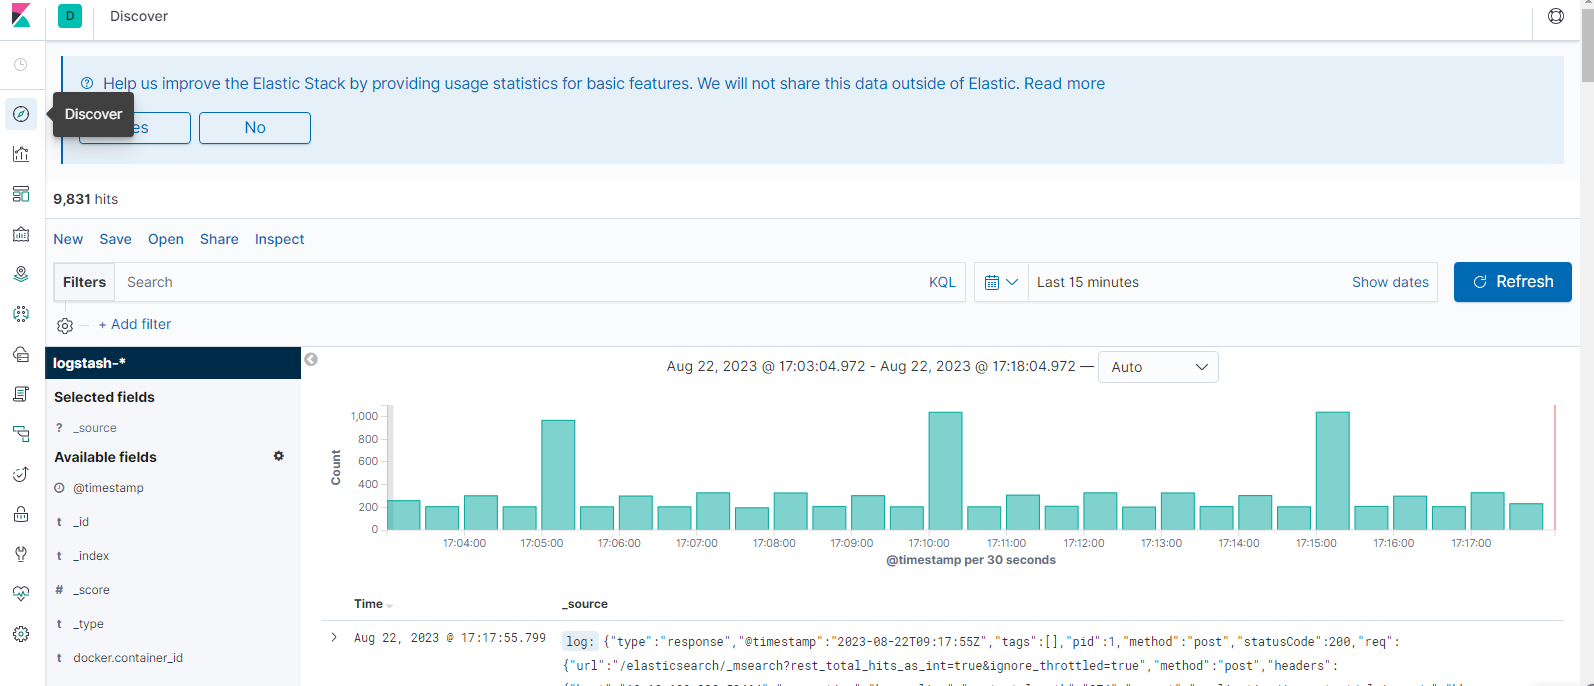 D Discover
Help us improve the Elastic Stack by providing usage statistics for basic features. We will not share this data outside of Elastic. Read more
Discover
No
9,831 hits
New Save Open Share Inspect
Filters Search KQL Last 15 minutes Show dates Refresh
+ Add filter
logstash-*
Aug 22, 2023 @ 17:03:04.972 - Aug 22, 2023 @ 17:18:04.972 — Auto
Selected fields
? _source
Available fields
@timestamp
t _id
t _index
# _score
t _type
t docker.container_id
Count
1,000
800
600
400
200
0
17:04:00 17:05:00 17:06:00 17:07:00 17:08:00 17:09:00 17:10:00 17:11:00 17:12:00 17:13:00 17:14:00 17:15:00 17:16:00 17:17:00
@timestamp per 30 seconds
Time _source
Aug 22, 2023 @ 17:17:55.799 log: {"type":"response","@timestamp":"2023-08-22T09:17:55Z","tags":[],"pid":1,"method":"post","statusCode":200,"req":
{"url":"/elasticsearch/_msearch?rest_total_hits_as_int=true&ignore_throttled=true","method":"post","headers":